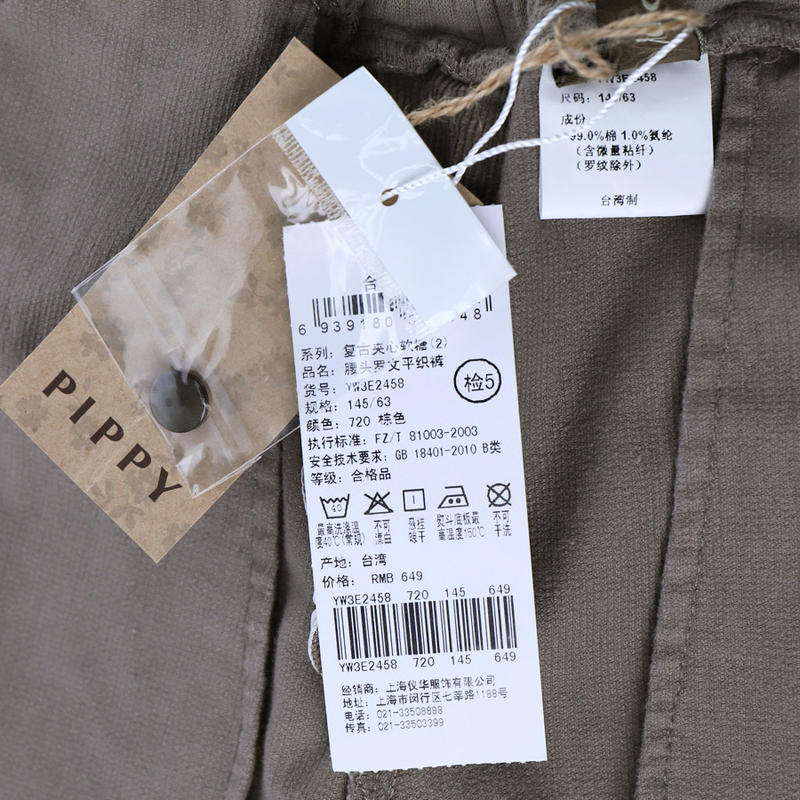 YW3E2458
尺码：145/63
成份
99.0%棉 1.0%氨纶
（含微量粘纤）
（罗纹除外）
台湾制
PIPPY
合
6 939180 48
系列：复古夹心软糖(2)
品名：腰头罗文平织裤
货号：YW3E2458
规格：145/63
颜色：720 棕色
检5
执行标准：FZ/T 81003-2003
安全技术要求：GB 18401-2010 B类
等级：合格品
40
最高洗涤温度40℃(常规)
不可漂白
悬挂晾干
熨斗底板最高温度150℃
不可干洗
产地：台湾
价格：RMB 649
YW3E2458 720 145 649
YW3E2458 720 145 649
经销商：上海仪华服饰有限公司
地址：上海市闵行区七莘路1188号
电话：021-33508888
传真：021-33503399